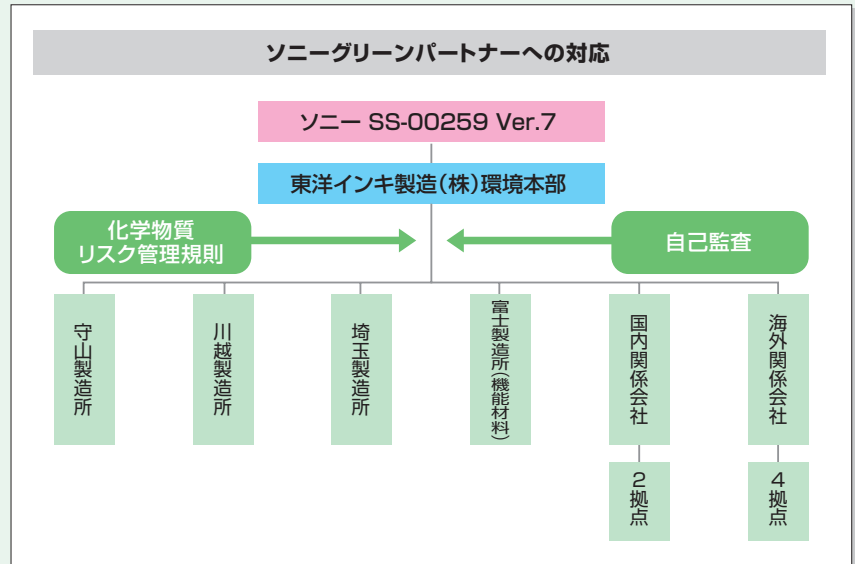 ソニーグリーンパートナーへの対応
ソニー SS-00259 Ver.7
東洋インキ製造(株)環境本部
化学物質
リスク管理規則
自己監査
守山製造所
川越製造所
埼玉製造所
富士製造所(機能材料)
国内関係会社
海外関係会社
2拠点
4拠点